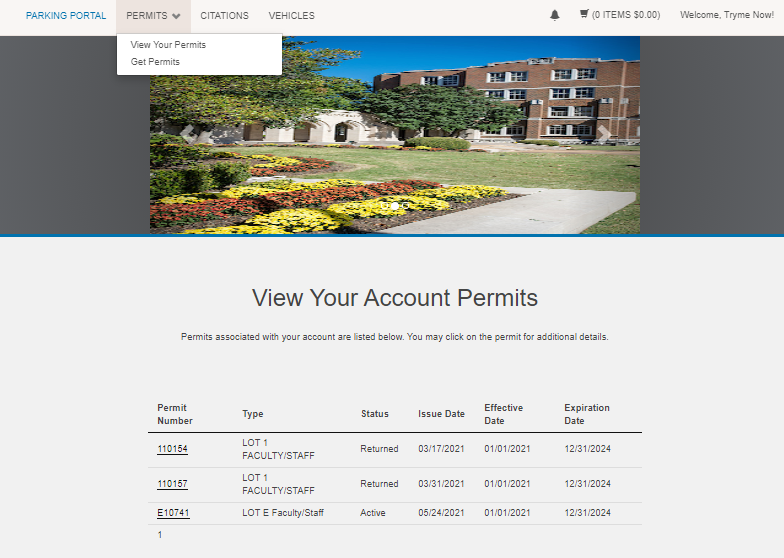 PARKING PORTAL PERMITS CITATIONS VEHICLES (0 ITEMS $0.00) Welcome, Tryme Now!
View Your Permits
Get Permits
View Your Account Permits
Permits associated with your account are listed below. You may click on the permit for additional details.
Permit Number Type Status Issue Date Effective Date Expiration Date
110154 LOT 1 FACULTY/STAFF Returned 03/17/2021 01/01/2021 12/31/2024
110157 LOT 1 FACULTY/STAFF Returned 03/31/2021 01/01/2021 12/31/2024
E10741 LOT E Faculty/Staff Active 05/24/2021 01/01/2021 12/31/2024
1